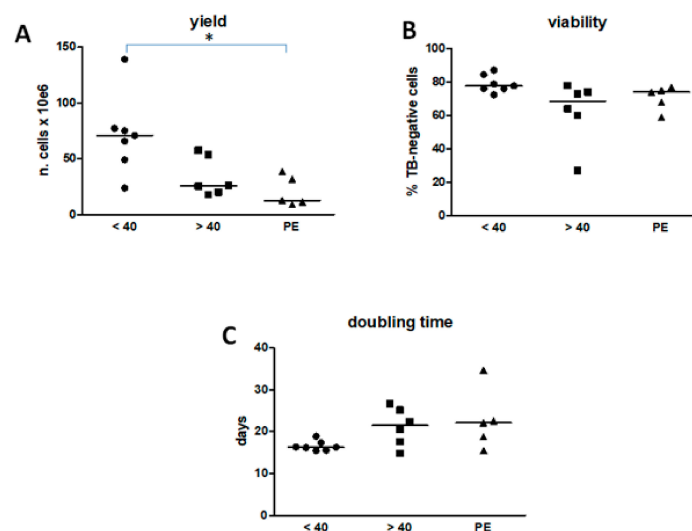 A
yield
*
150
100
50
0
n. cells x 10e6
< 40
> 40
PE
B
viability
100
80
60
40
20
0
% TB-negative cells
< 40
> 40
PE
C
doubling time
40
30
20
10
0
days
< 40
> 40
PE